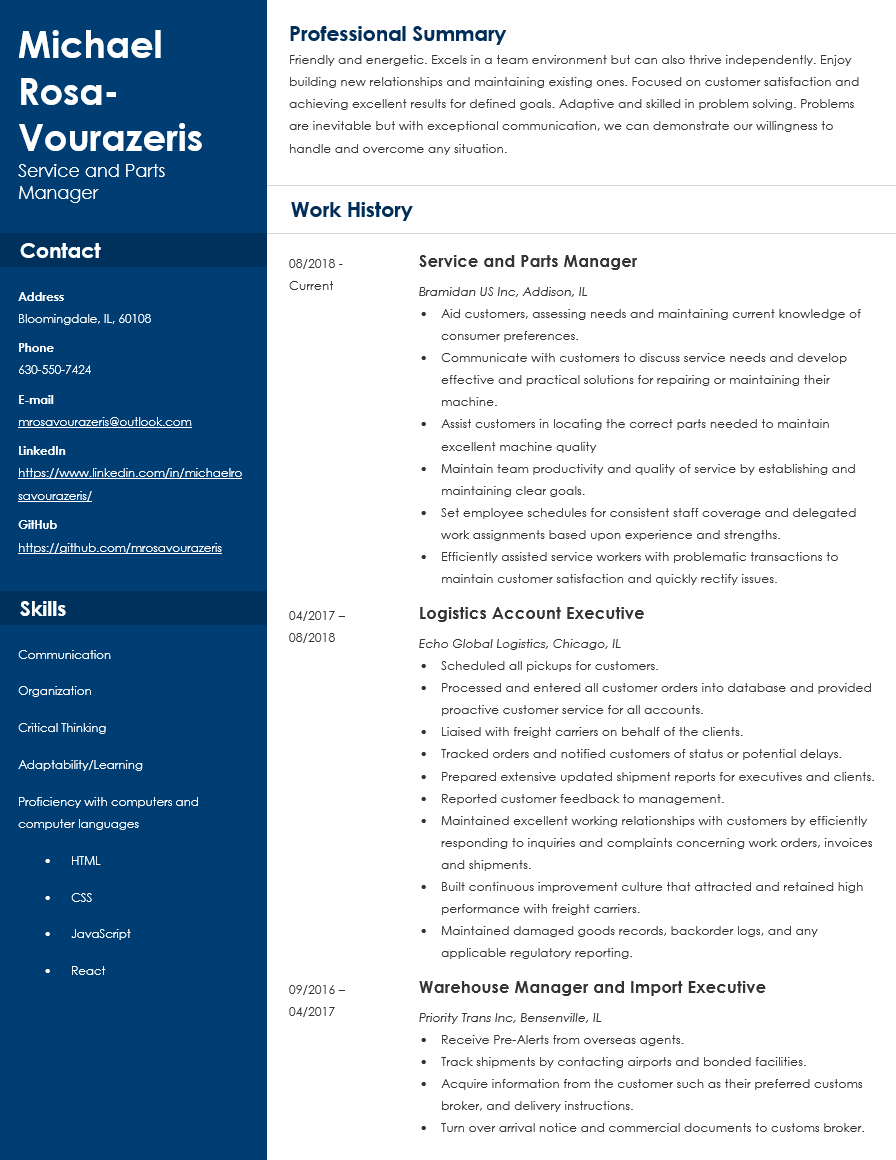 Michael
Rosa-
Vourazeris
Service and Parts
Manager
Contact
Address
Bloomingdale, IL, 60108
Phone
630-550-7424
E-mail
mrosavourazeris@outlook.com
LinkedIn
https://www.linkedin.com/in/michaelro
savourazeris/
GitHub
https://github.com/mrosavourazeris
Skills
Communication
Organization
Critical Thinking
Adaptability/Learning
Proficiency with computers and
computer languages
• HTML
• CSS
• JavaScript
• React
Professional Summary
Friendly and energetic. Excels in a team environment but can also thrive independently. Enjoy
building new relationships and maintaining existing ones. Focused on customer satisfaction and
achieving excellent results for defined goals. Adaptive and skilled in problem solving. Problems
are inevitable but with exceptional communication, we can demonstrate our willingness to
handle and overcome any situation.
Work History
08/2018 -
Current
Service and Parts Manager
Bramidan US Inc, Addison, IL
• Aid customers, assessing needs and maintaining current knowledge of
consumer preferences.
• Communicate with customers to discuss service needs and develop
effective and practical solutions for repairing or maintaining their
machine.
• Assist customers in locating the correct parts needed to maintain
excellent machine quality
• Maintain team productivity and quality of service by establishing and
maintaining clear goals.
• Set employee schedules for consistent staff coverage and delegated
work assignments based upon experience and strengths.
• Efficiently assisted service workers with problematic transactions to
maintain customer satisfaction and quickly rectify issues.
04/2017 –
08/2018
Logistics Account Executive
Echo Global Logistics, Chicago, IL
• Scheduled all pickups for customers.
• Processed and entered all customer orders into database and provided
proactive customer service for all accounts.
• Liaised with freight carriers on behalf of the clients.
• Tracked orders and notified customers of status or potential delays.
• Prepared extensive updated shipment reports for executives and clients.
• Reported customer feedback to management.
• Maintained excellent working relationships with customers by efficiently
responding to inquiries and complaints concerning work orders, invoices
and shipments.
• Built continuous improvement culture that attracted and retained high
performance with freight carriers.
• Maintained damaged goods records, backorder logs, and any
applicable regulatory reporting.
09/2016 –
04/2017
Warehouse Manager and Import Executive
Priority Trans Inc, Bensenville, IL
• Receive Pre-Alerts from overseas agents.
• Track shipments by contacting airports and bonded facilities.
• Acquire information from the customer such as their preferred customs
broker, and delivery instructions.
• Turn over arrival notice and commercial documents to customs broker.